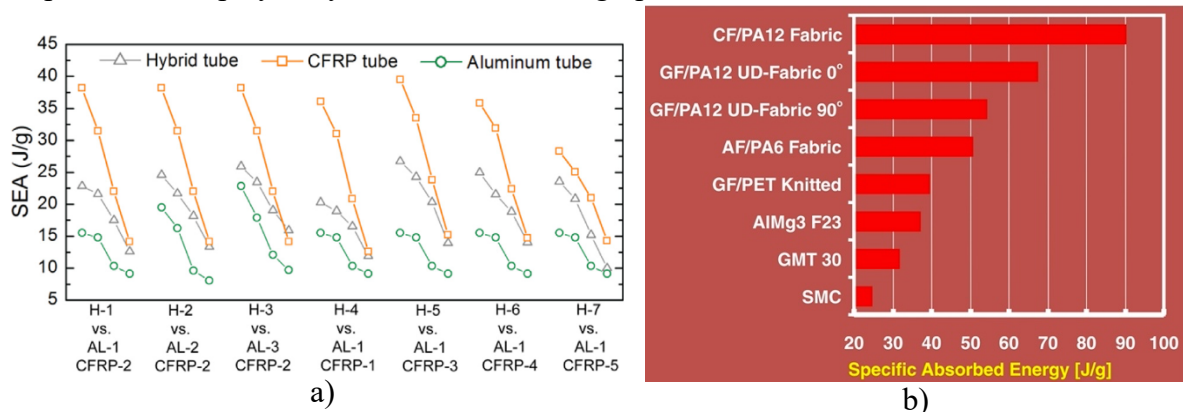 45
40
35
30
25
20
15
10
5
SEA (J/g)
Hybrid tube CFRP tube Aluminum tube
H-1 H-2 H-3 H-4 H-5 H-6 H-7
vs. vs. vs. vs. vs. vs. vs.
AL-1 AL-2 AL-3 AL-1 AL-1 AL-1 AL-1
CFRP-2 CFRP-2 CFRP-2 CFRP-1 CFRP-3 CFRP-4 CFRP-5
a)
CF/PA12 Fabric
GF/PA12 UD-Fabric 0°
GF/PA12 UD-Fabric 90°
AF/PA6 Fabric
GF/PET Knitted
AlMg3 F23
GMT 30
SMC
20 30 40 50 60 70 80 90 100
Specific Absorbed Energy [J/g]
b)